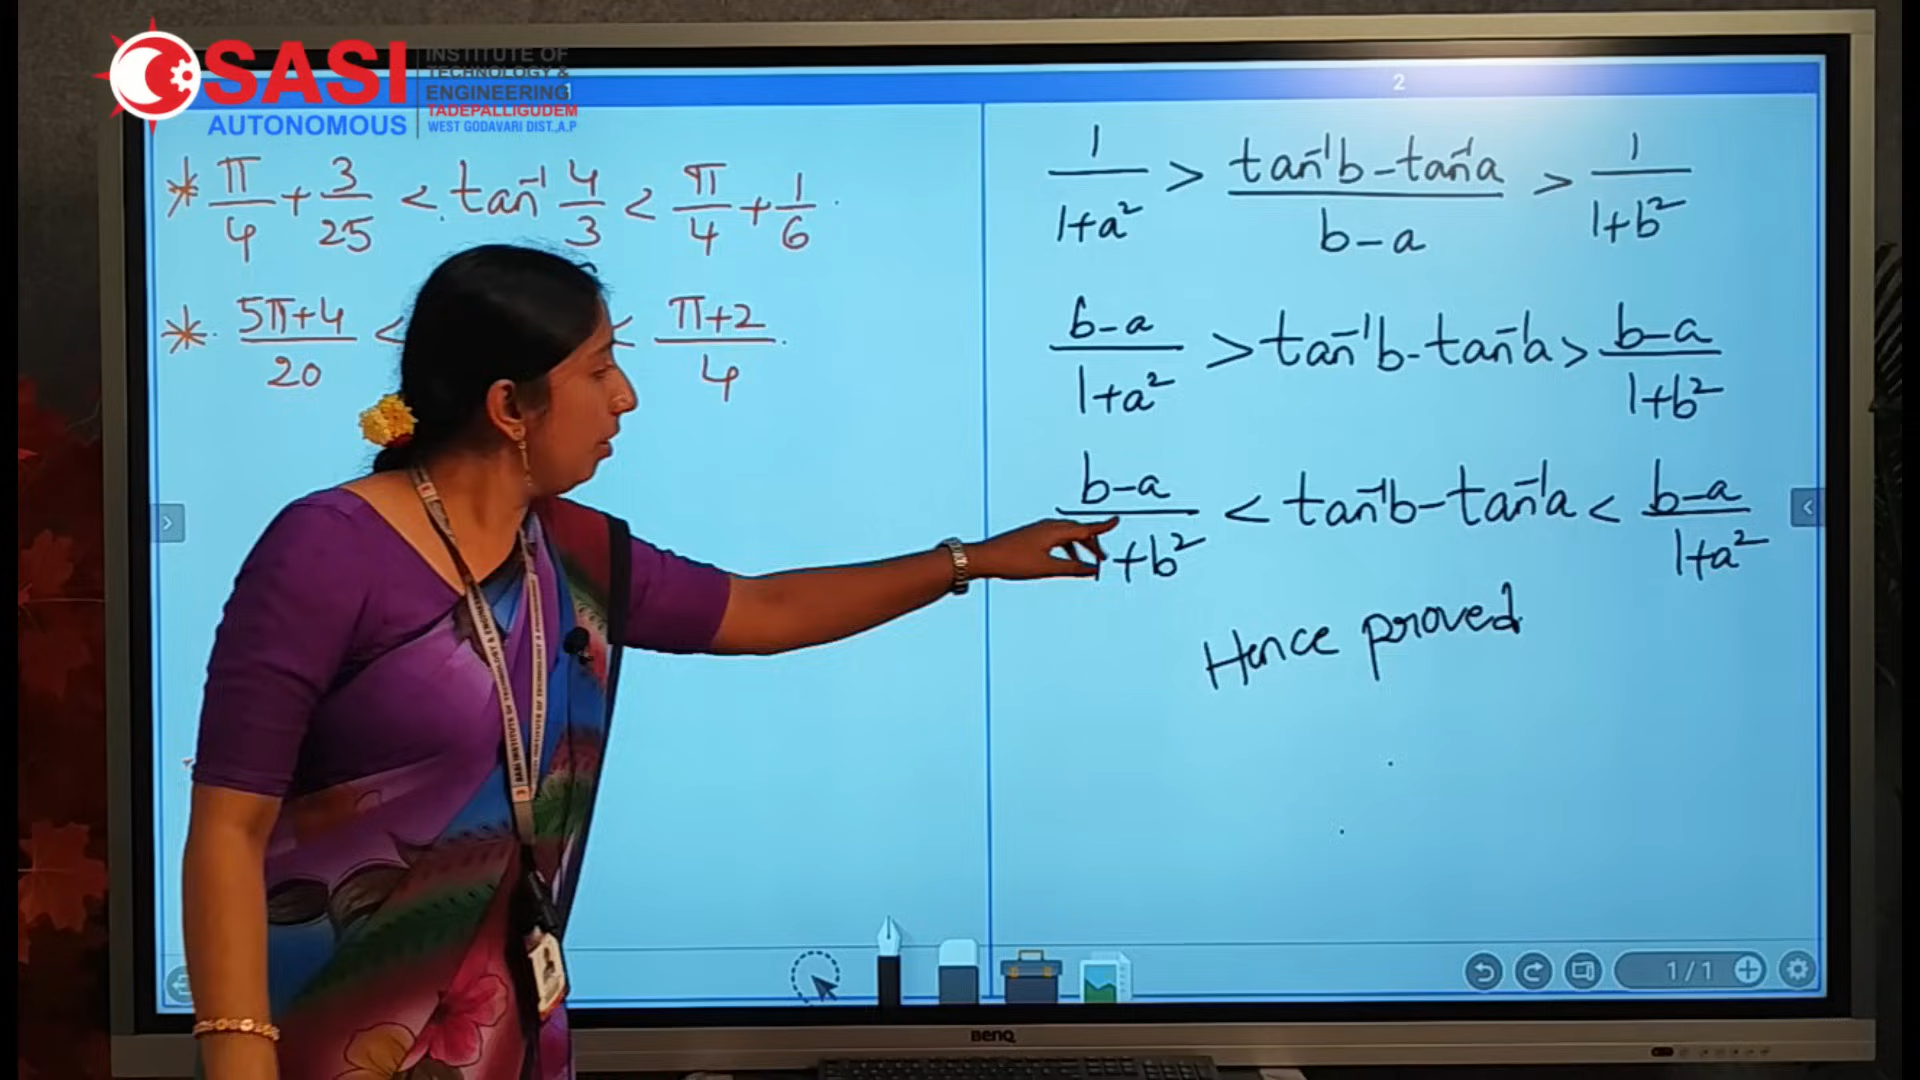 SASI
AUTONOMOUS
INSTITUTE OF
TECHNOLOGY &
ENGINEERING
TADEPALLIGUDEM
WEST GODAVARI DIST.,A.P
* π/4 + 3/25 < tan⁻¹ 4/3 < π/4 + 1/6
* (5π+4)/20 < < (π+2)/4
2
1/(1+a²) > (tan⁻¹b - tan⁻¹a)/(b-a) > 1/(1+b²)
(b-a)/(1+a²) > tan⁻¹b - tan⁻¹a > (b-a)/(1+b²)
(b-a)/(1+b²) < tan⁻¹b - tan⁻¹a < (b-a)/(1+a²)
Hence proved
1/1
BenQ